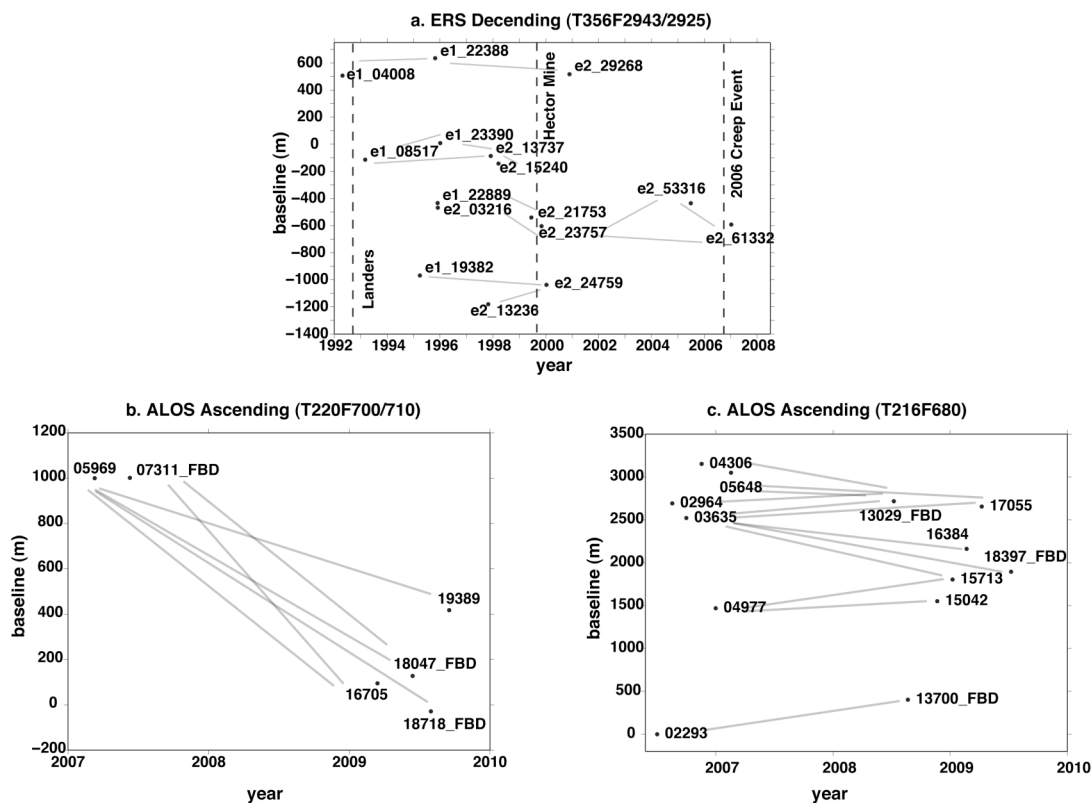 a. ERS Decending (T356F2943/2925)
600
400
200
0
−200
−400
−600
−800
−1000
−1200
−1400
baseline (m)
e1_22388
e1_04008
e2_29268
e1_23390
e2_13737
e1_08517
e2_15240
e1_22889
e2_03216
e2_21753
e2_23757
e2_53316
e2_61332
e1_19382
e2_24759
e2_13236
Landers
Hector Mine
2006 Creep Event
1992 1994 1996 1998 2000 2002 2004 2006 2008
year
b. ALOS Ascending (T220F700/710)
1200
1000
800
600
400
200
0
−200
baseline (m)
05969
07311_FBD
19389
18047_FBD
16705
18718_FBD
2007 2008 2009 2010
year
c. ALOS Ascending (T216F680)
3500
3000
2500
2000
1500
1000
500
0
baseline (m)
04306
05648
02964
03635
13029_FBD
17055
16384
18397_FBD
15713
04977
15042
13700_FBD
02293
2007 2008 2009 2010
year